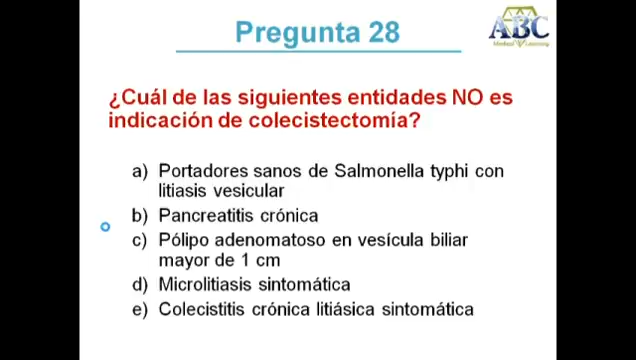 Pregunta 28
ABC
Medical Learning
¿Cuál de las siguientes entidades NO es
indicación de colecistectomía?
a) Portadores sanos de Salmonella typhi con
litiasis vesicular
b) Pancreatitis crónica
c) Pólipo adenomatoso en vesícula biliar
mayor de 1 cm
d) Microlitiasis sintomática
e) Colecistitis crónica litiásica sintomática